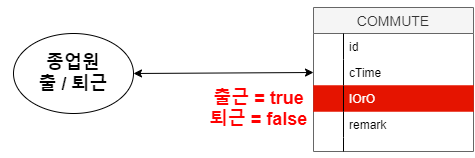 종업원
출 / 퇴근
출근 = true
퇴근 = false
COMMUTE
id
cTime
IOrO
remark